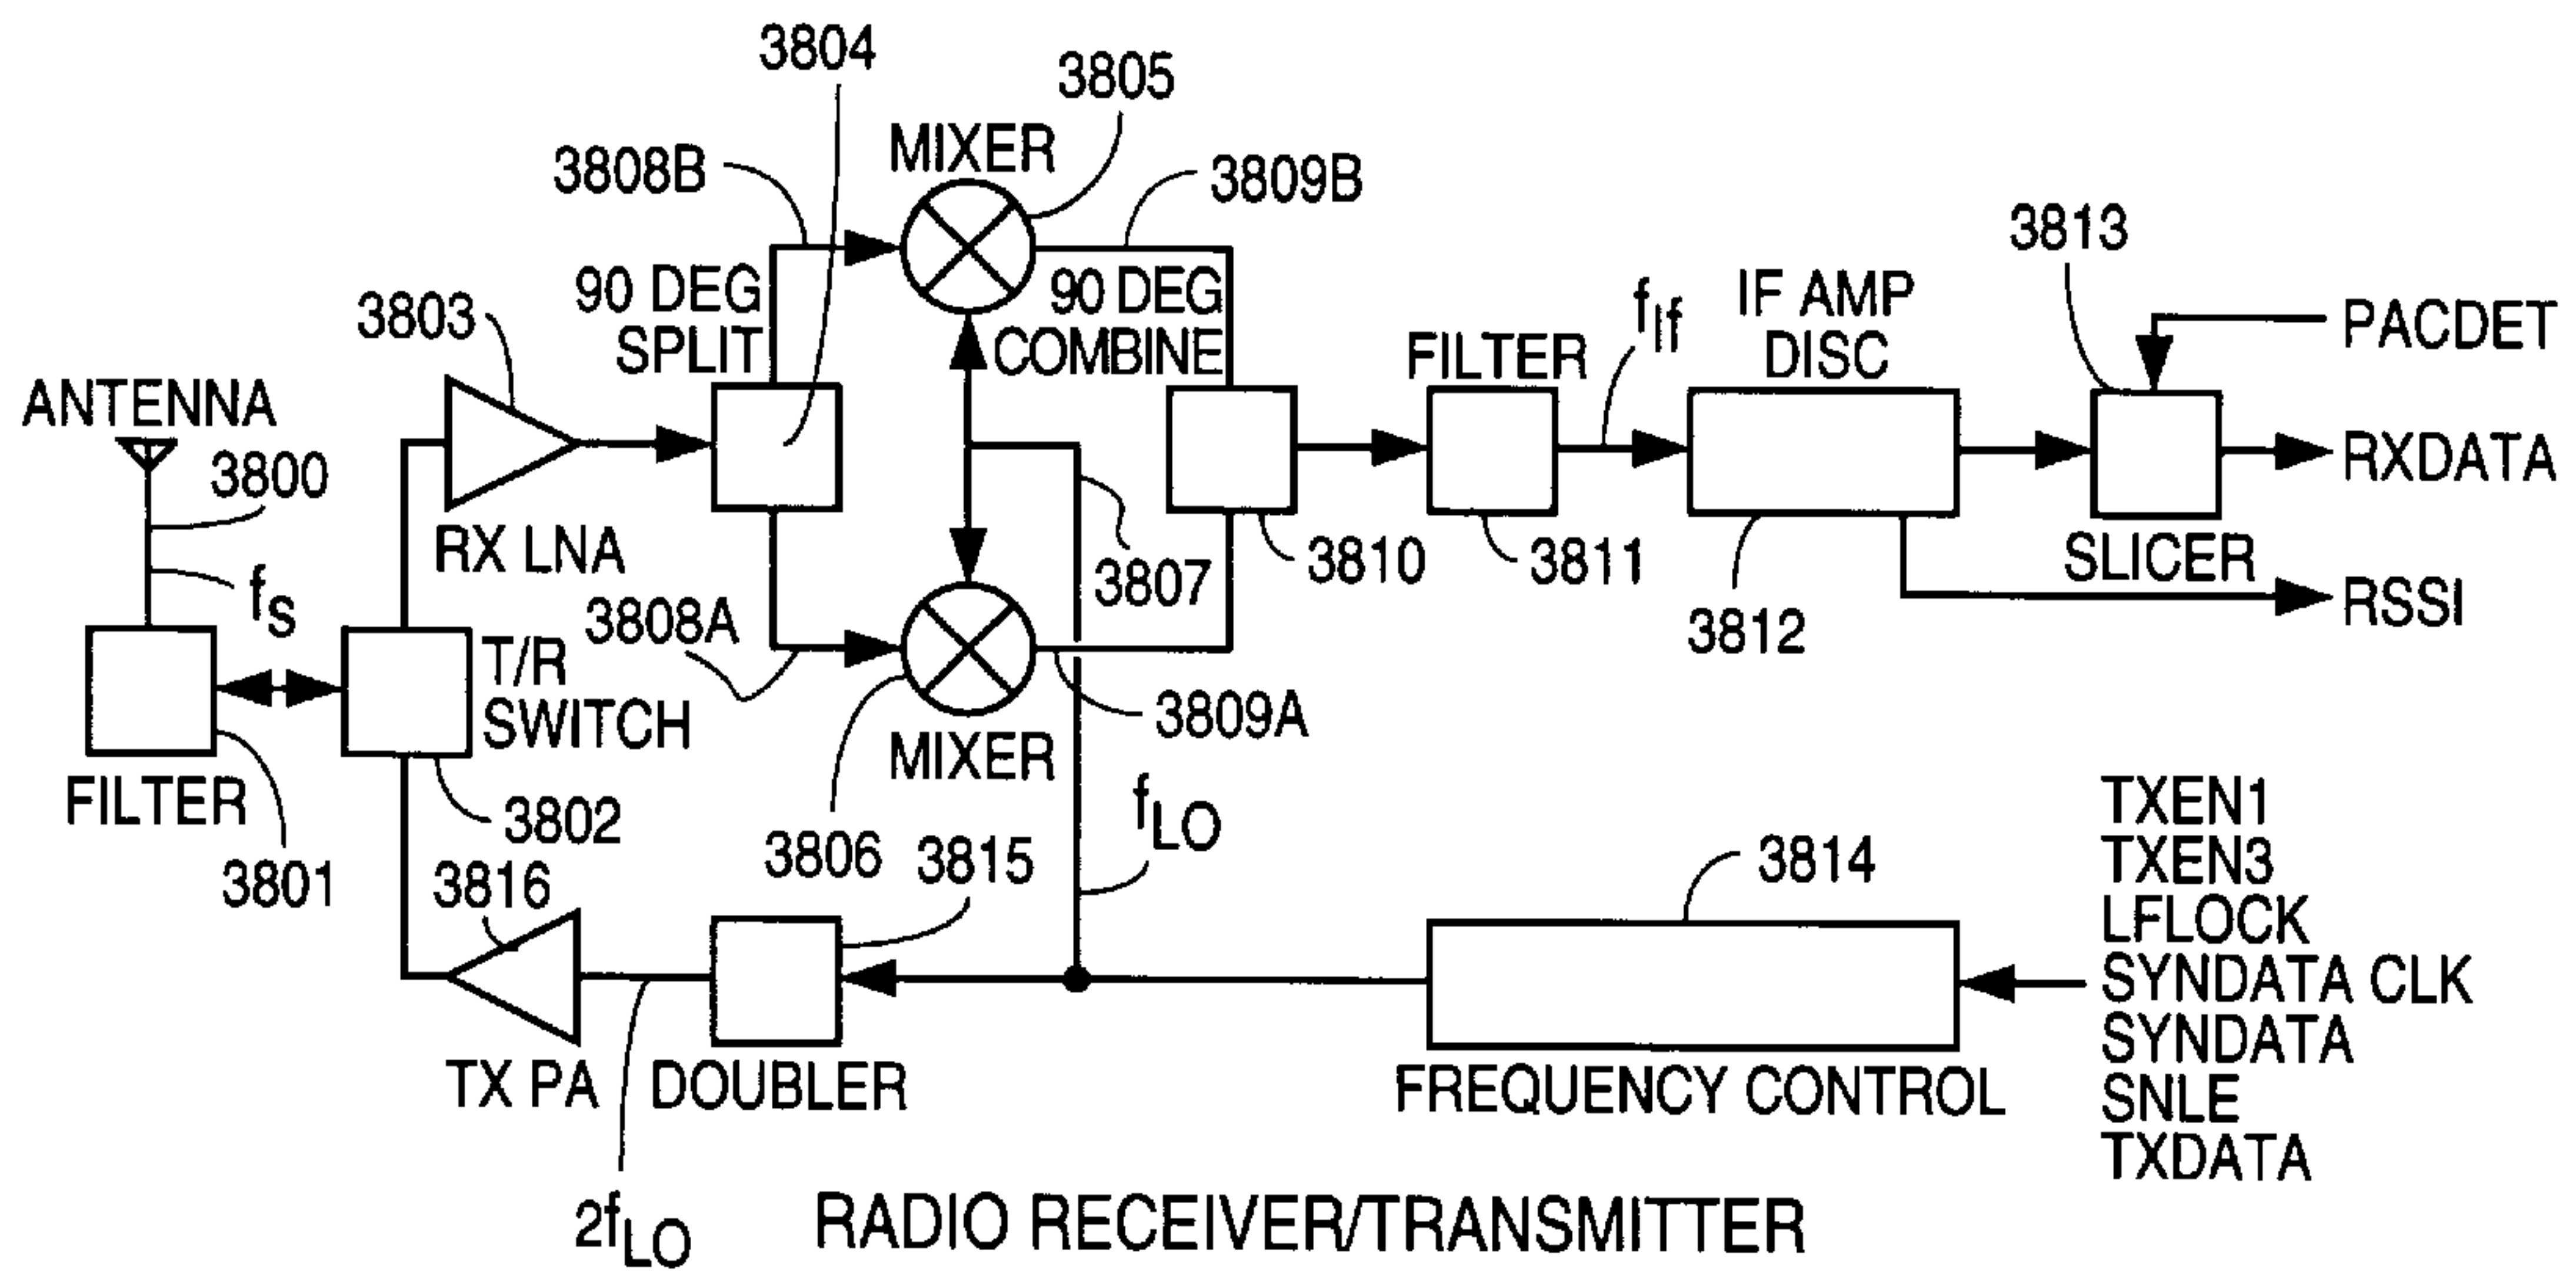 3804
3805
MIXER
3808B
3809B
3813
90 DEG
SPLIT
90 DEG
COMBINE
fIf
IF AMP
DISC
PACDET
3803
FILTER
ANTENNA
3800
RX LNA
RXDATA
3807
3810
3811
SLICER
fS
3808A
3812
RSSI
T/R
SWITCH
3809A
MIXER
FILTER
3802
3806
fLO
3801
3816
3815
3814
TXEN1
TXEN3
LFLOCK
SYNDATA CLK
SYNDATA
SNLE
TXDATA
TX PA
DOUBLER
FREQUENCY CONTROL
2fLO
RADIO RECEIVER/TRANSMITTER